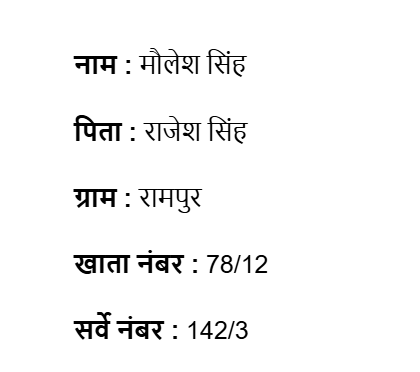 नाम : मौलेश सिंह
पिता : राजेश सिंह
ग्राम : रामपुर
खाता नंबर : 78/12
सर्वे नंबर : 142/3